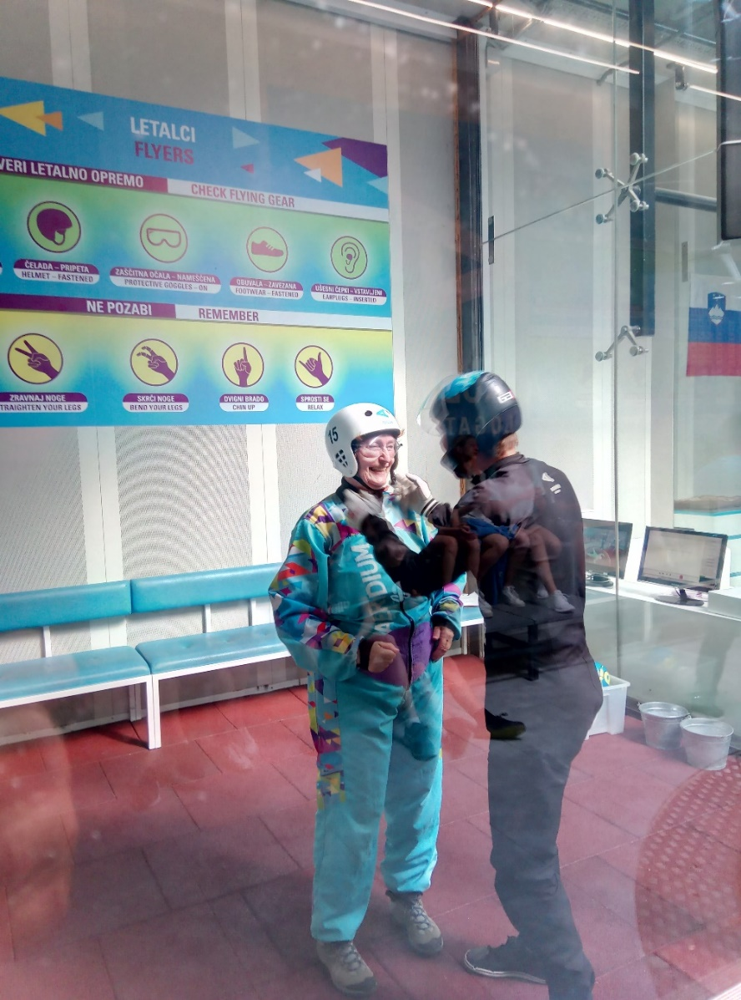 LETALCI
FLYERS
VERI LETALNO OPREMO CHECK FLYING GEAR
ČELADA – PRIPETA
HELMET – FASTENED
ZAŠČITNA OČALA – NAMEŠČENA
PROTECTIVE GOGGLES – ON
OBUVALA – ZAVEZANA
FOOTWEAR – FASTENED
UŠESNI ČEPKI – VSTAVLJENI
EARPLUGS – INSERTED
NE POZABI REMEMBER
ZRAVNAJ NOGE
TRAIGHTEN YOUR LEGS
SKRČI NOGE
BEND YOUR LEGS
DVIGNI BRADO
CHIN UP
SPROSTI SE
RELAX
15
DIUM